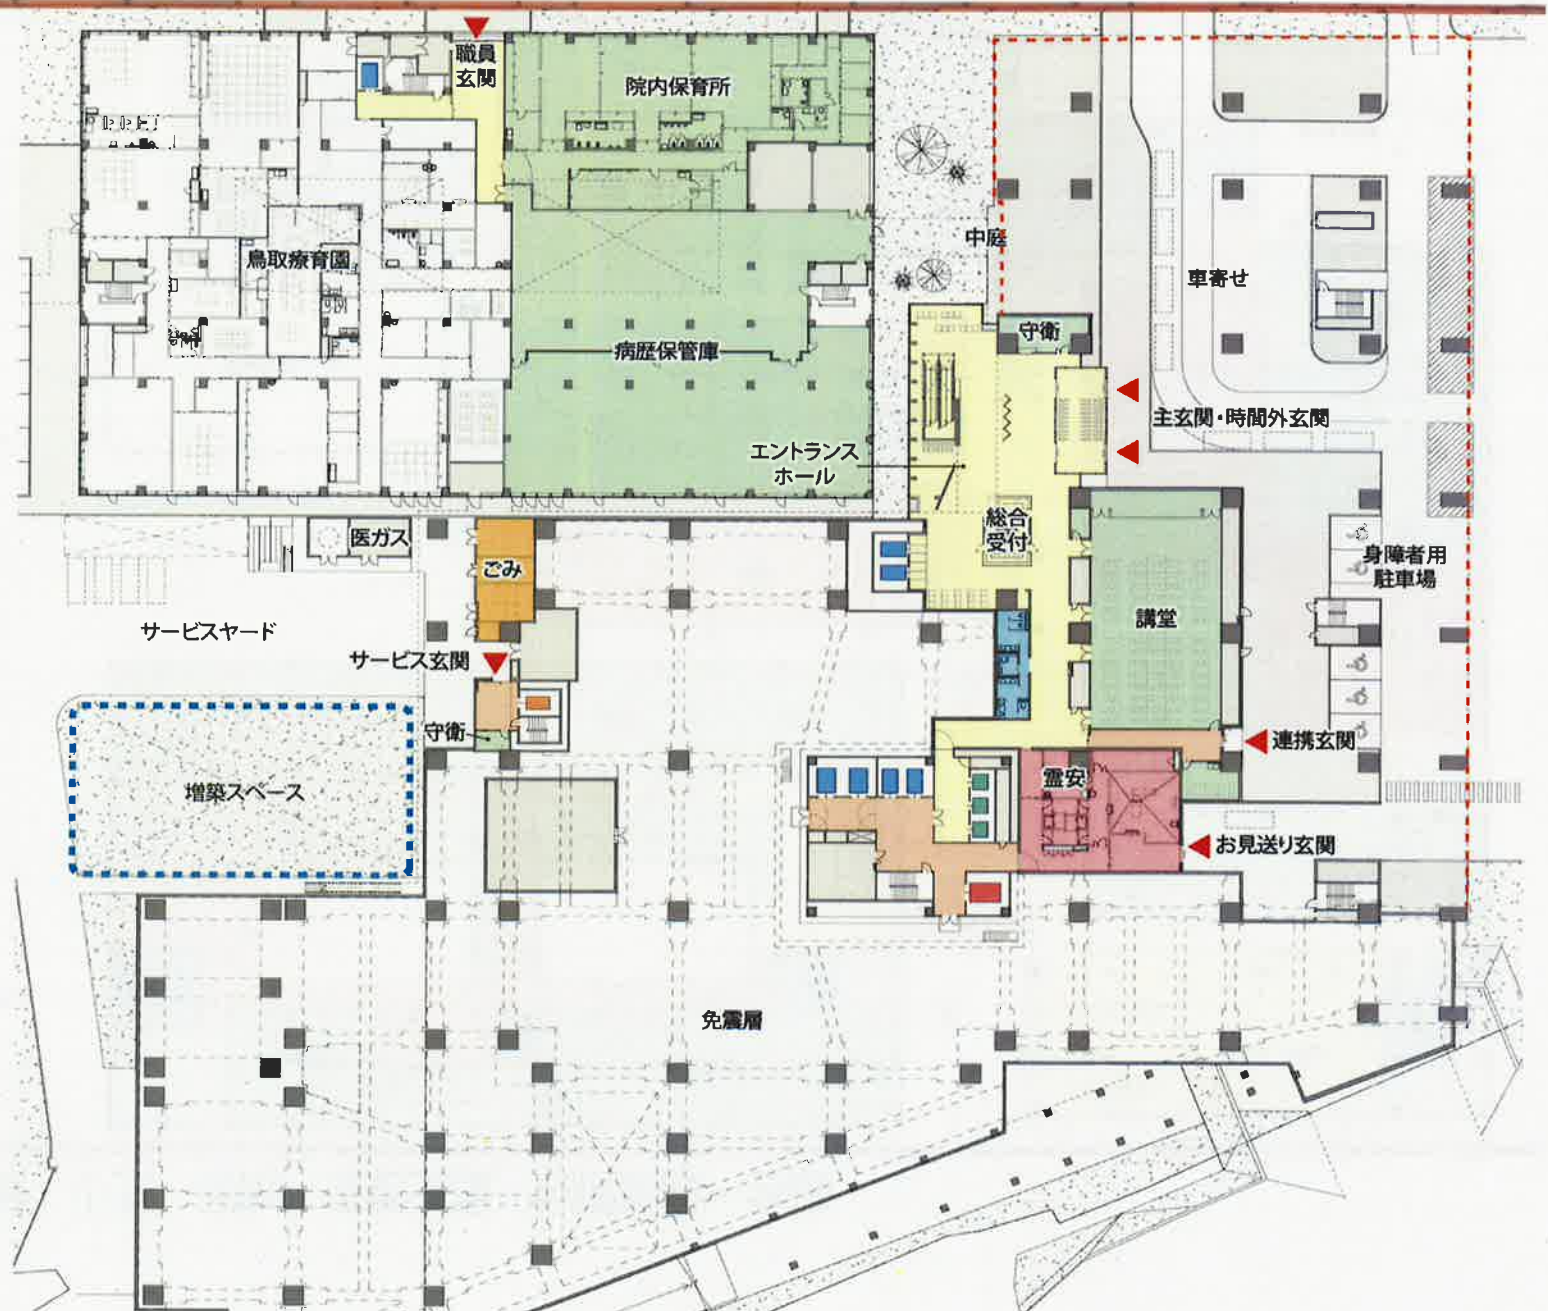 職員
玄関
院内保育所
中庭
鳥取療育園
車寄せ
守衛
病歴保管庫
主玄関・時間外玄関
エントランス
ホール
総合
受付
医ガス
ごみ
身障者用
駐車場
講堂
サービスヤード
サービス玄関
守衛
連携玄関
霊安
増築スペース
お見送り玄関
免震層